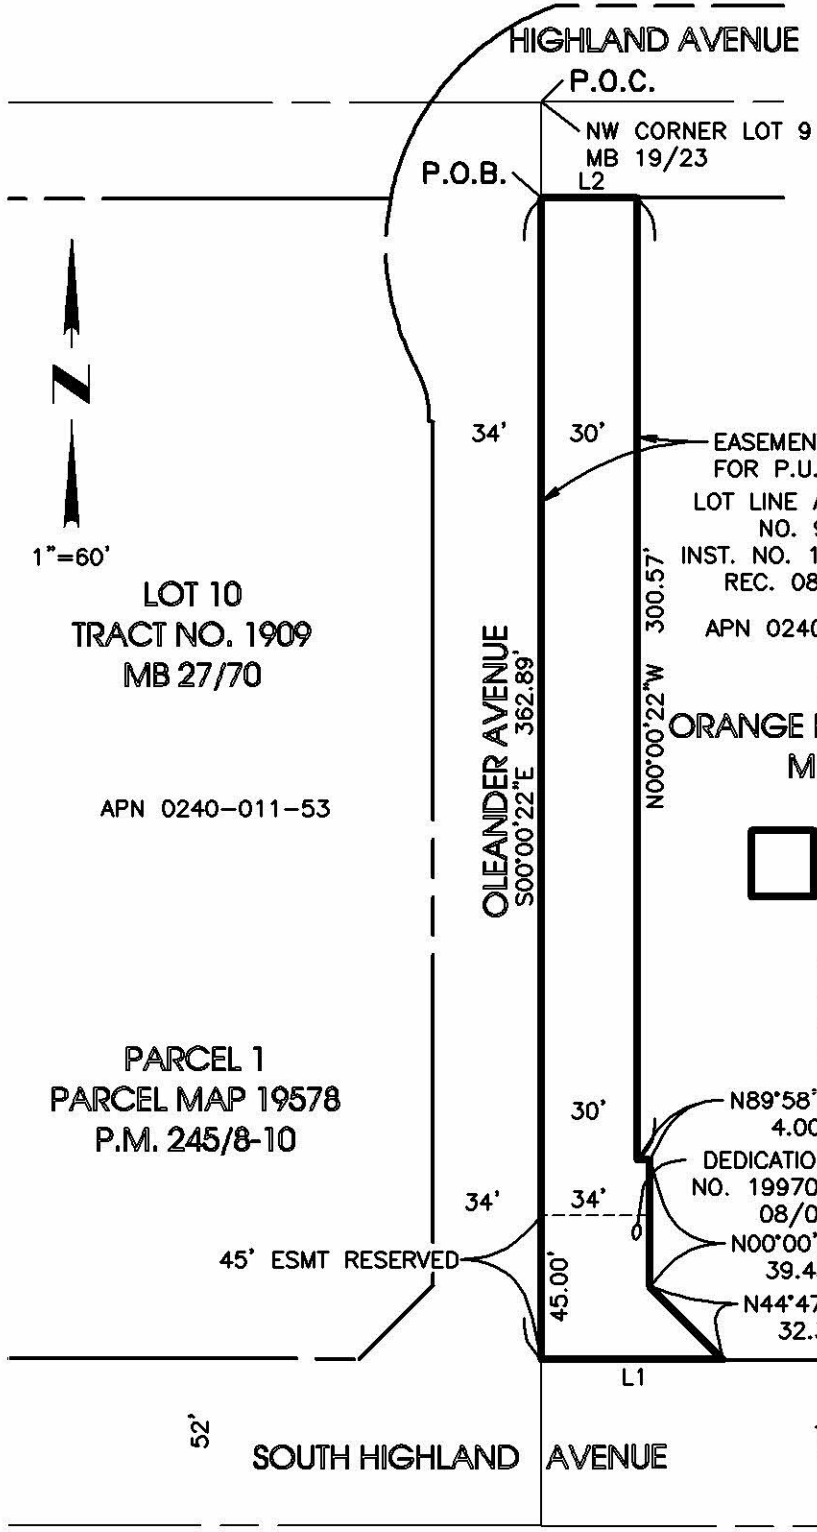 HIGHLAND AVENUE
P.O.C.
NW CORNER LOT 9
MB 19/23
P.O.B.
L2
34'
30'
EASEMEN
FOR P.U.
LOT LINE
NO. 9
INST. NO. 1
REC. 08
APN 0240
N
1"=60'
LOT 10
TRACT NO. 1909
MB 27/70
OLEANDER AVENUE
S00°00'22"E 362.89'
N00°00'22"W 300.57'
ORANGE
M
APN 0240-011-53
PARCEL 1
PARCEL MAP 19578
P.M. 245/8-10
30'
N89°58'
4.00
DEDICATIO
NO. 19970
08/0
34'
34'
N00°00'
39.4
45' ESMT RESERVED
45.00'
N44°47
32.
L1
52'
SOUTH HIGHLAND AVENUE